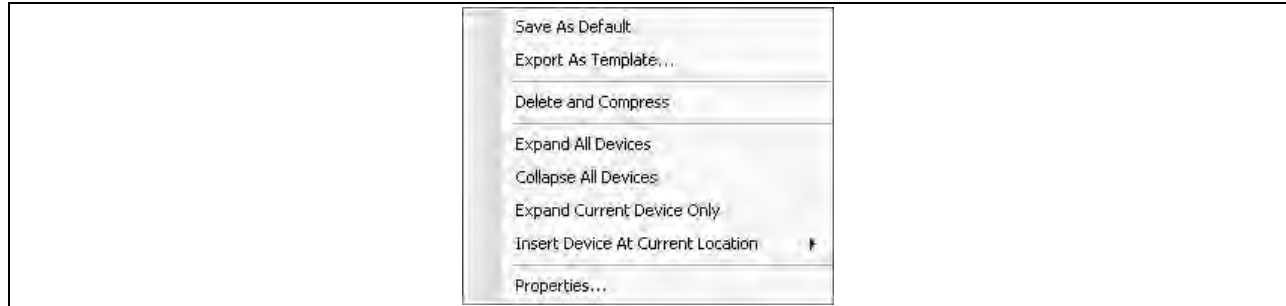 Save As Default
Export As Template...
Delete and Compress
Expand All Devices
Collapse All Devices
Expand Current Device Only
Insert Device At Current Location
Properties...